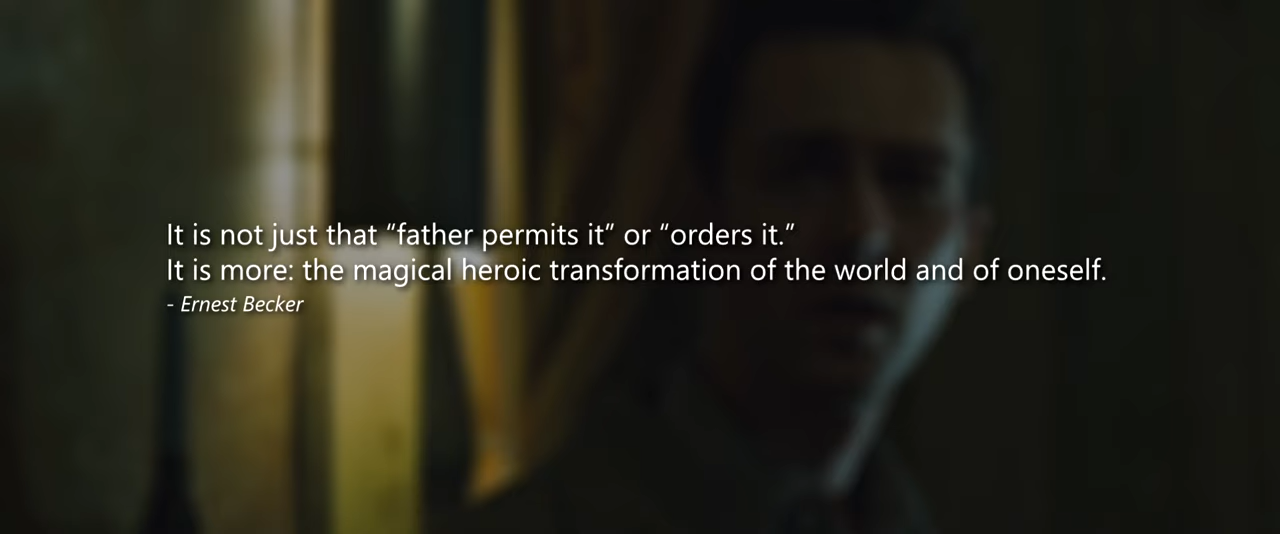 It is not just that “father permits it” or “orders it.”
It is more: the magical heroic transformation of the world and of oneself.
- Ernest Becker